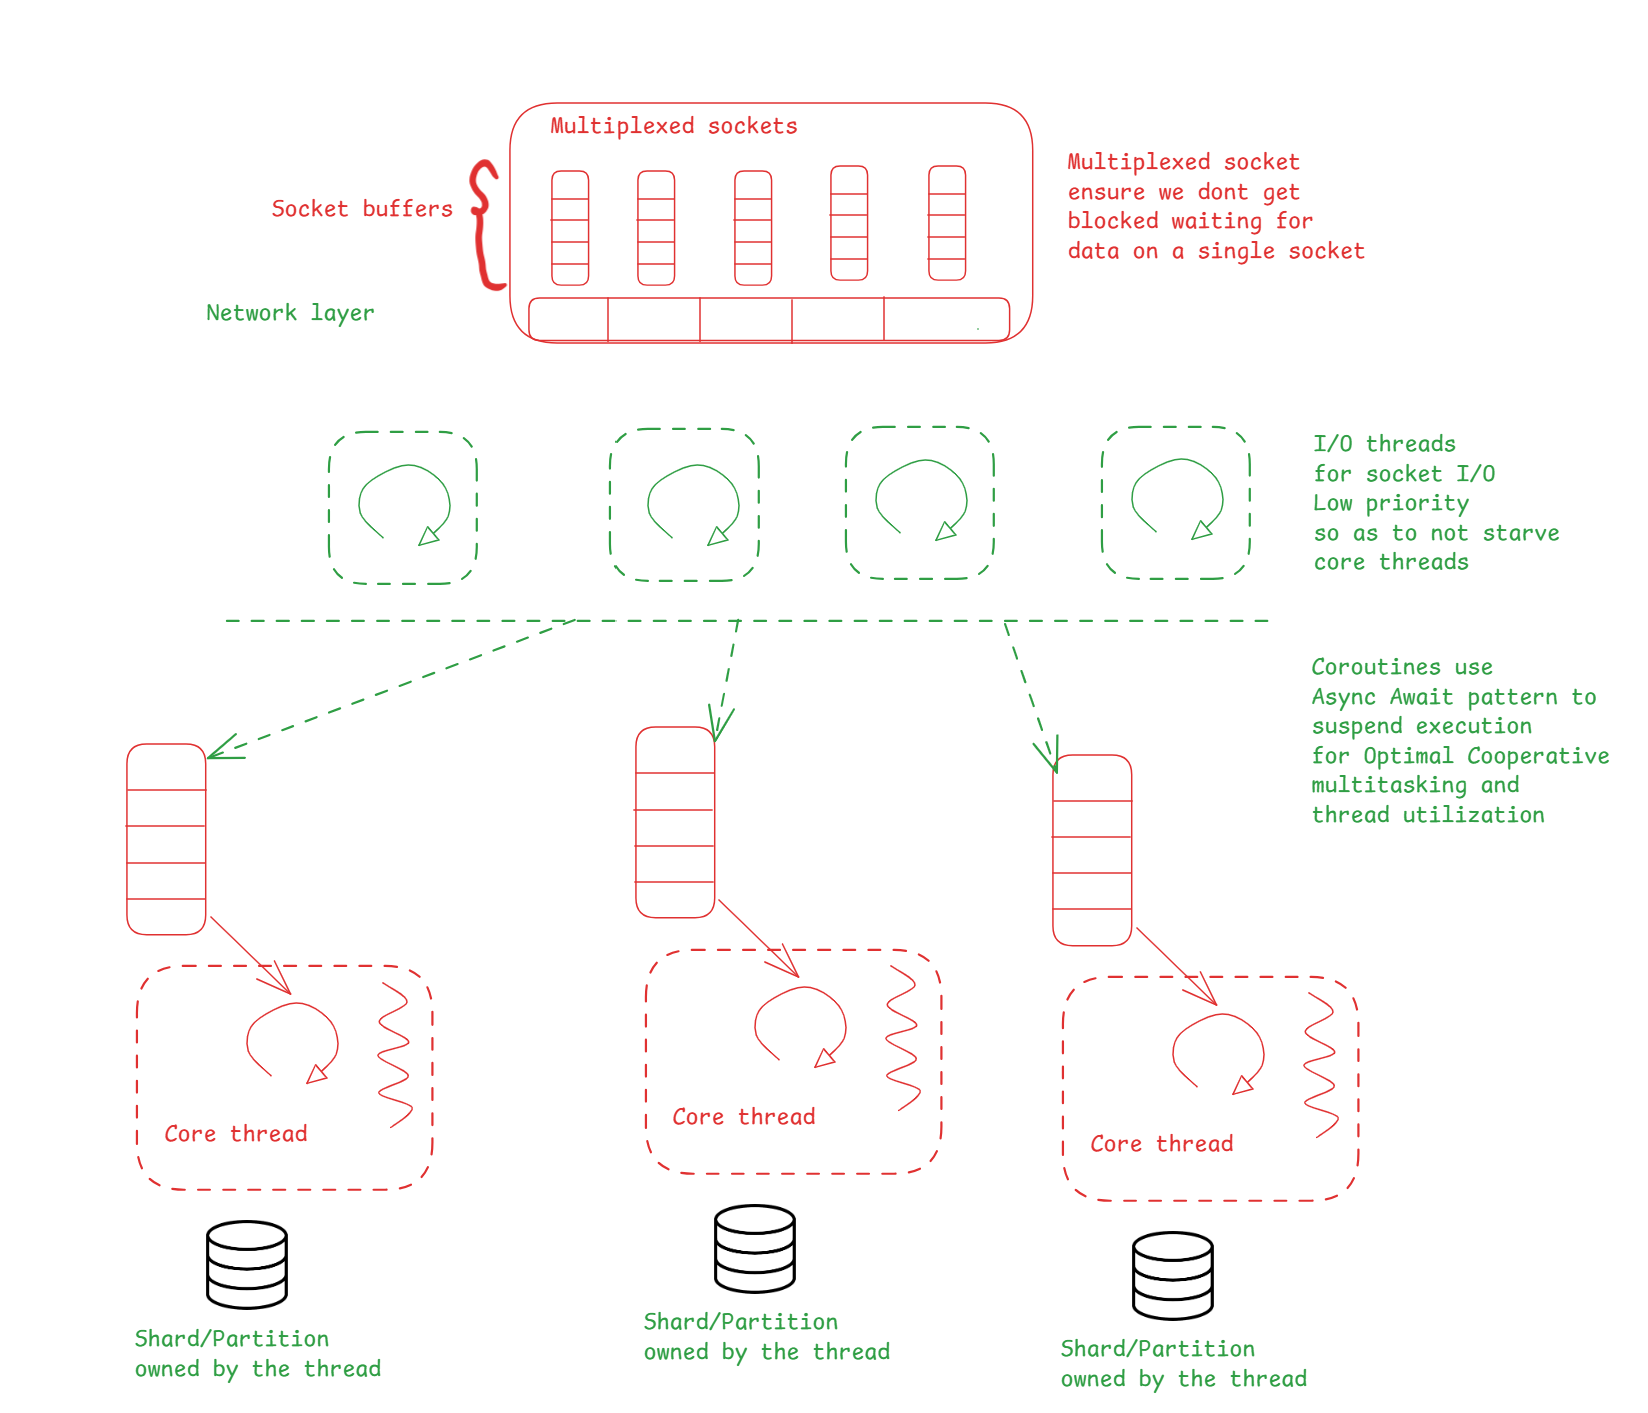 Multiplexed sockets
Multiplexed socket
ensure we dont get
blocked waiting for
data on a single socket
Socket buffers
Network layer
I/O threads
for socket I/O
Low priority
so as to not starve
core threads
Coroutines use
Async Await pattern to
suspend execution
for Optimal Cooperative
multitasking and
thread utilization
Core thread
Core thread
Core thread
Shard/Partition
owned by the thread
Shard/Partition
owned by the thread
Shard/Partition
owned by the thread